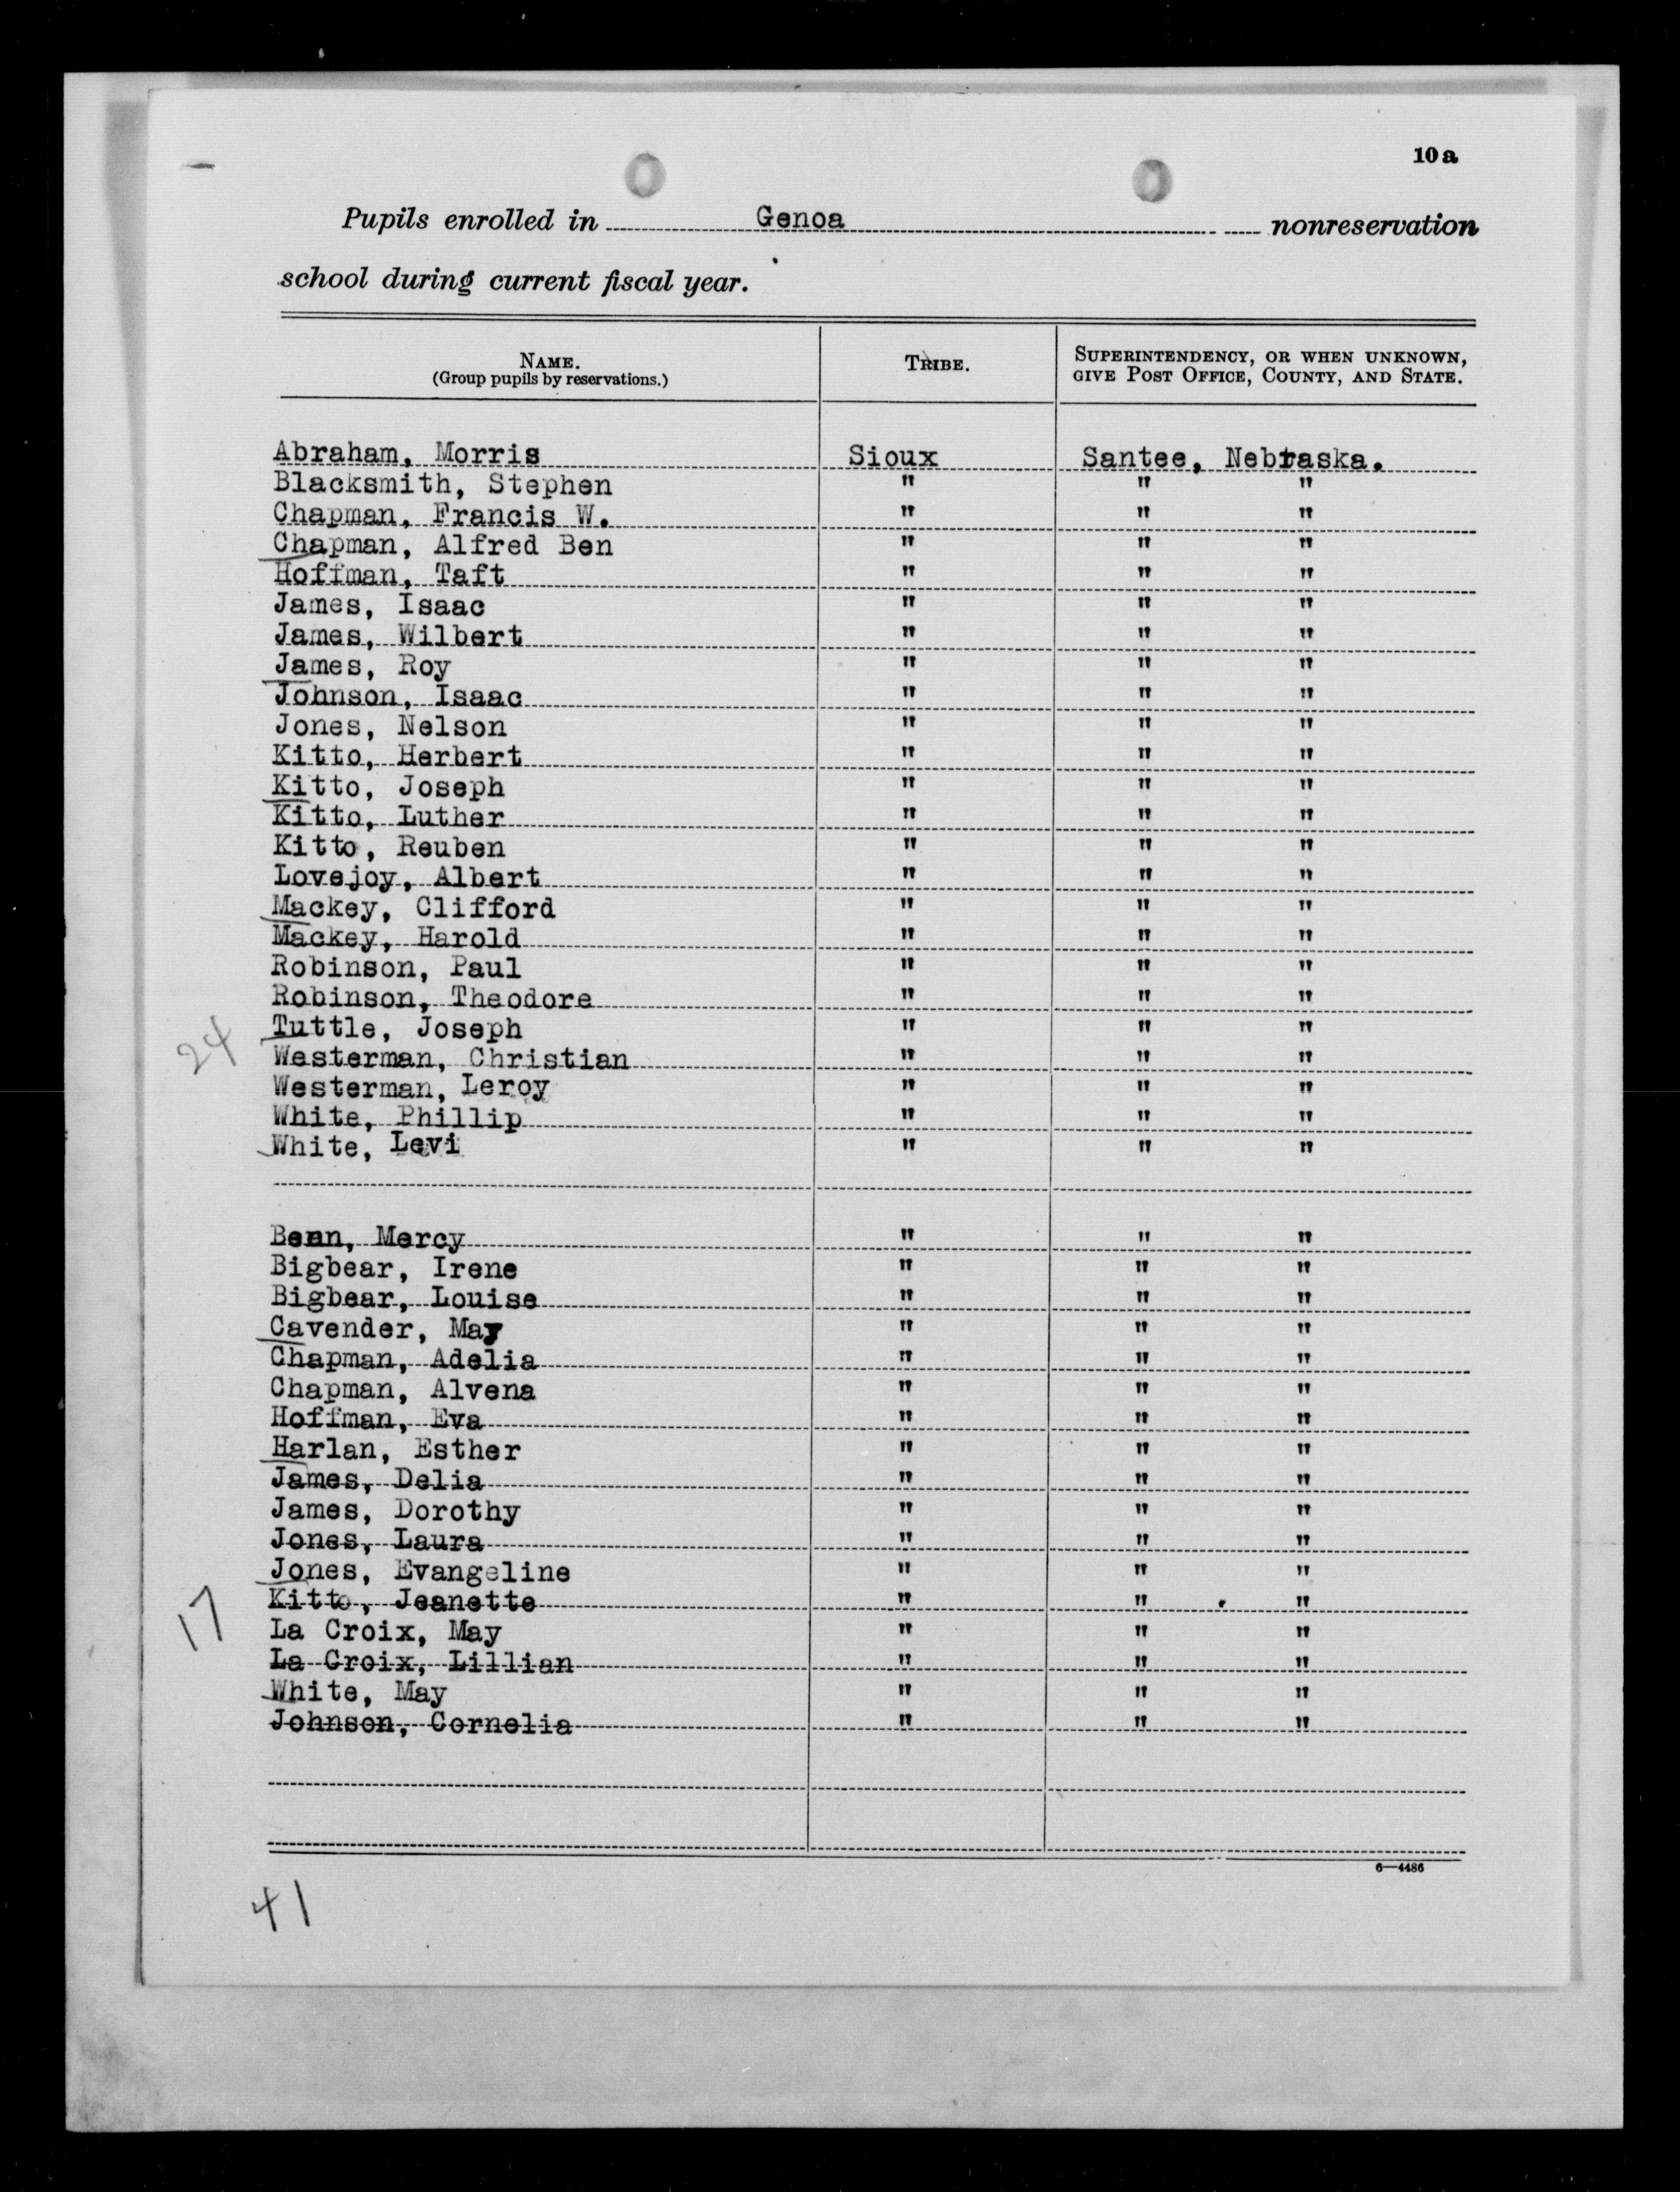 10 a
Pupils enrolled in Genoa nonreservation
school during current fiscal year.
NAME.
(Group pupils by reservations.)
TRIBE.
SUPERINTENDENCY, OR WHEN UNKNOWN,
GIVE POST OFFICE, COUNTY, AND STATE.
Abraham, Morris Sioux Santee, Nebraska.
Blacksmith, Stephen " " "
Chapman, Francis W. " " "
Chapman, Alfred Ben " " "
Hoffman, Taft " " "
James, Isaac " " "
James, Wilbert " " "
James, Roy " " "
Johnson, Isaac " " "
Jones, Nelson " " "
Kitto, Herbert " " "
Kitto, Joseph " " "
Kitto, Luther " " "
Kitto, Reuben " " "
Lovejoy, Albert " " "
Mackey, Clifford " " "
Mackey, Harold " " "
Robinson, Paul " " "
Robinson, Theodore " " "
24 Tuttle, Joseph " " "
Westerman, Christian " " "
Westerman, Leroy " " "
White, Phillip " " "
White, Levi " " "
Mercy " " "
Bigbear, Irene " " "
Bigbear, Louise " " "
Cavender, May " " "
Chapman, Adelia " " "
Chapman, Alvena " " "
Hoffman, Eva " " "
Harlan, Esther " " "
James, Delia " " "
James, Dorothy " " "
Jones, Laura " " "
Jones, Evangeline " " "
17 Kitto, Jeanette " " "
La Croix, May " " "
La Croix, Lillian " " "
White, May " " "
Johnson, Cornelia " " "
6—4486
41